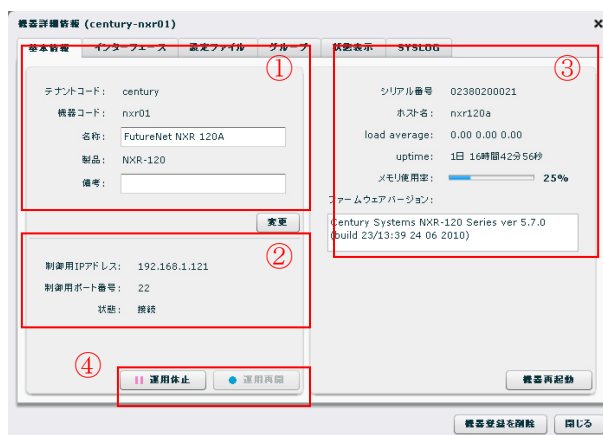 機器詳細情報 (century-nxr01)
×
基本情報 インターフェース 設定ファイル グループ 状態表示 SYSLOG
①
テナントコード: century
機器コード: nxr01
名称: FutureNet NXR 120A
製品: NXR-120
備考:
変更
②
制御用IPアドレス: 192.168.1.121
制御用ポート番号: 22
状態: 接続
④
運用休止 運用再開
③
シリアル番号 02380200021
ホスト名: nxr120a
load average: 0.00 0.00 0.00
uptime: 1日 16時間42分56秒
メモリ使用率: 25%
ファームウェアバージョン:
Century Systems NXR-120 Series ver 5.7.0
(build 23/13:39 24 06 2010)
機器再起動
機器登録を削除 閉じる